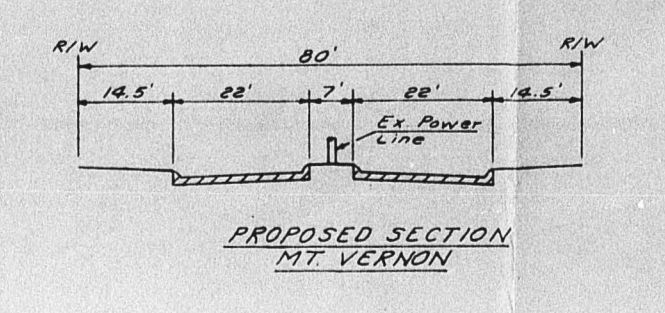 R/W R/W
80'
14.5' 22' 7' 22' 14.5'
Ex. Power
Line
PROPOSED SECTION
MT. VERNON